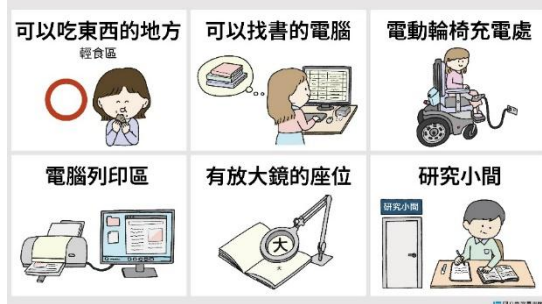 可以吃東西的地方
輕食區
可以找書的電腦
電動輪椅充電處
電腦列印區
有放大鏡的座位
大
大
研究小間
研究小間